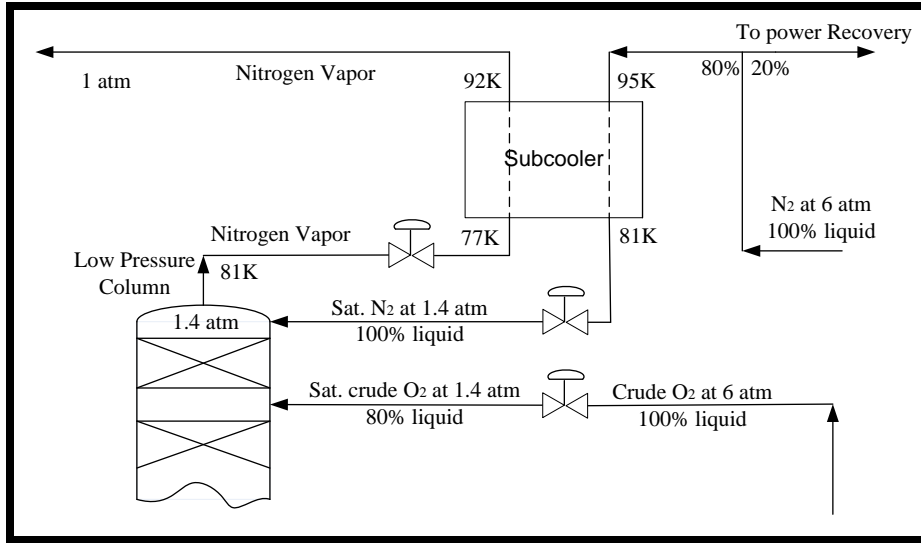 To power Recovery
1 atm
Nitrogen Vapor
92K
95K
80%
20%
Subcooler
N2 at 6 atm
100% liquid
Nitrogen Vapor
77K
81K
Low Pressure
Column
81K
1.4 atm
Sat. N2 at 1.4 atm
100% liquid
Sat. crude O2 at 1.4 atm
80% liquid
Crude O2 at 6 atm
100% liquid